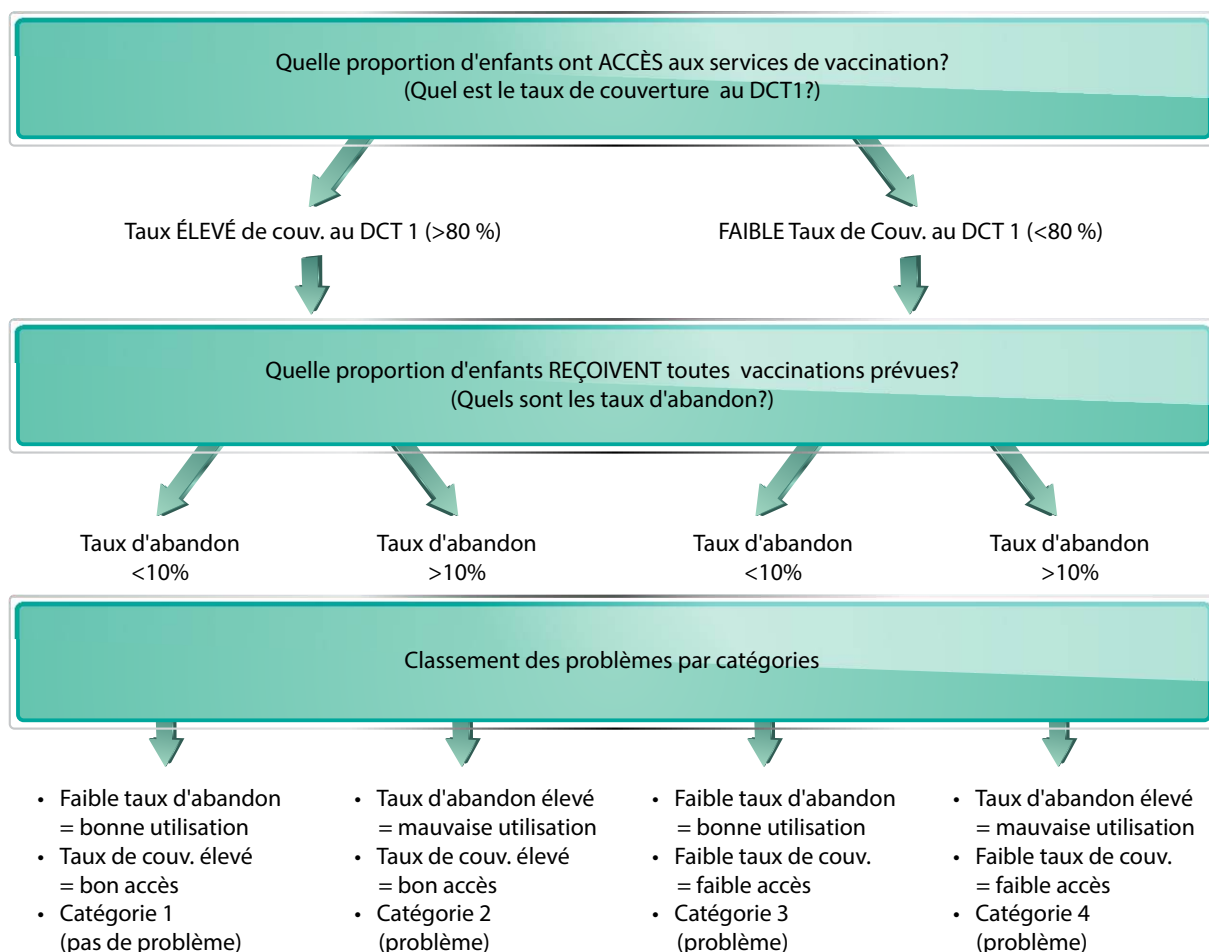 Quelle proportion d'enfants ont ACCÈS aux services de vaccination?
(Quel est le taux de couverture au DCT1?)
Taux ÉLEVÉ de couv. au DCT 1 (>80 %)
FAIBLE Taux de Couv. au DCT 1 (<80 %)
Quelle proportion d'enfants REÇOIVENT toutes vaccinations prévues?
(Quels sont les taux d'abandon?)
Taux d'abandon
<10%
Taux d'abandon
>10%
Taux d'abandon
<10%
Taux d'abandon
>10%
Classement des problèmes par catégories
• Faible taux d'abandon
= bonne utilisation
• Taux de couv. élevé
= bon accès
• Catégorie 1
(pas de problème)
• Taux d'abandon élevé
= mauvaise utilisation
• Taux de couv. élevé
= bon accès
• Catégorie 2
(problème)
• Faible taux d'abandon
= bonne utilisation
• Faible taux de couv.
= faible accès
• Catégorie 3
(problème)
• Taux d'abandon élevé
= mauvaise utilisation
• Faible taux de couv.
= faible accès
• Catégorie 4
(problème)